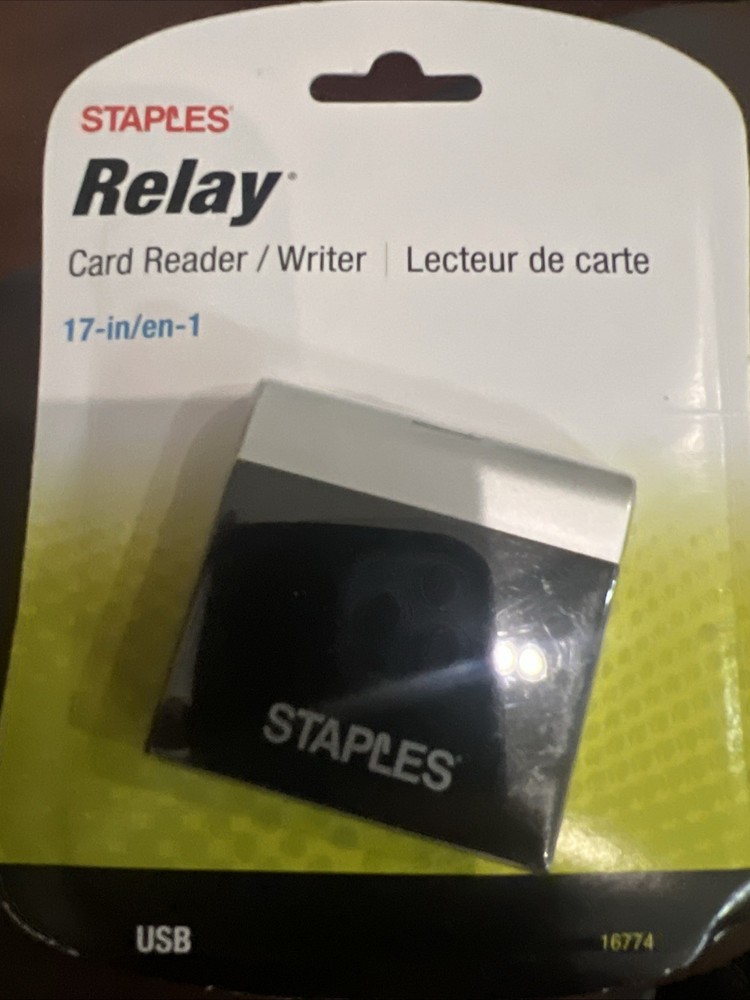 STAPLES®
Relay®
Card Reader / Writer | Lecteur de carte
17-in/en-1
STAPLES®
USB 16774